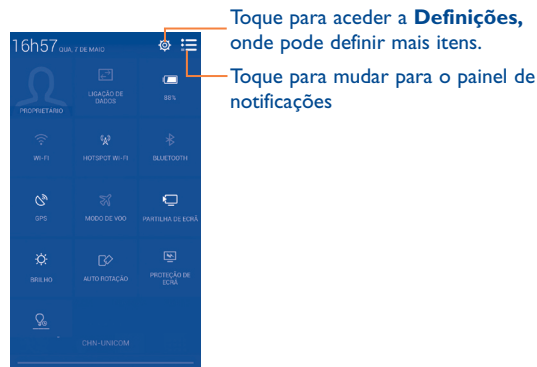 Toque para aceder a Definições,
onde pode definir mais itens.
Toque para mudar para o painel de
notificações
16h57 QUA, 7 DE MAIO
PROPRIETÁRIO
LIGAÇÃO DE
DADOS
88%
WI-FI
HOTSPOT WI-FI
BLUETOOTH
GPS
MODO DE VOO
PARTILHA DE ECRÃ
BRILHO
AUTO ROTAÇÃO
PROTEÇÃO DE
ECRÃ
CHN-UNICOM